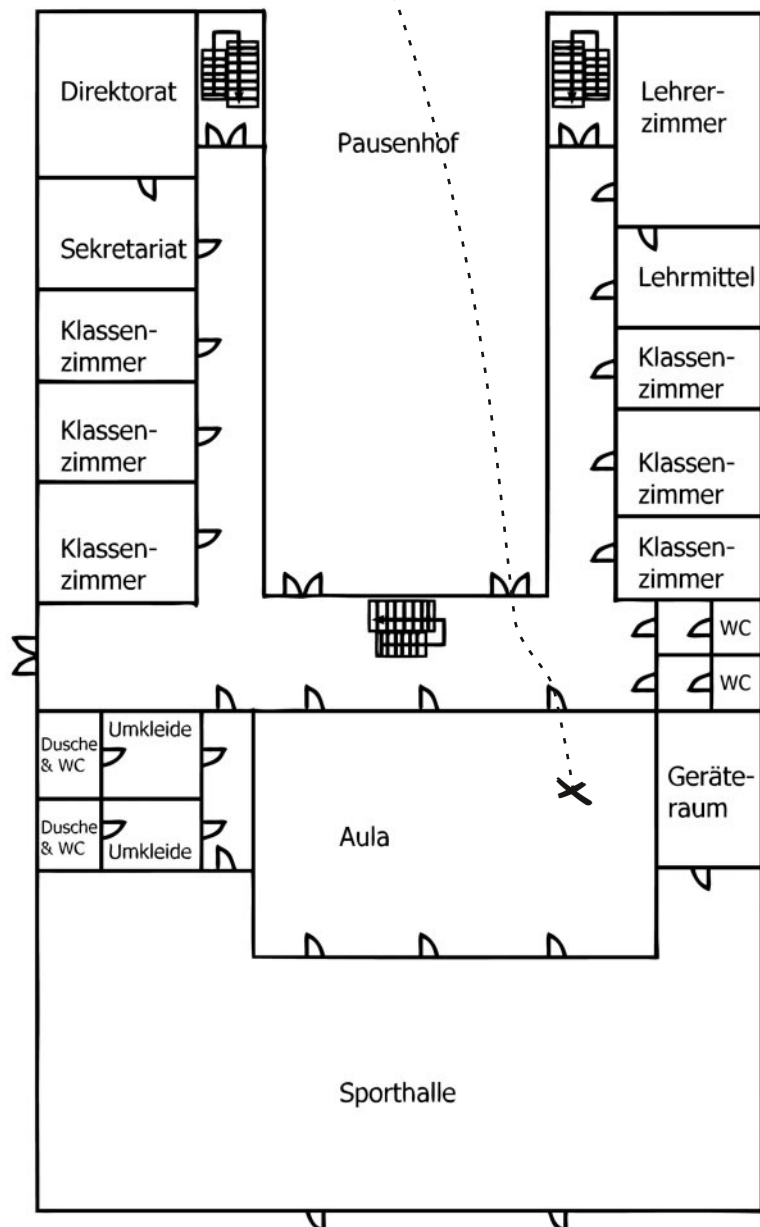 Direktorat
Lehrer-
zimmer
Pausenhof
Sekretariat
Lehrmittel
Klassen-
zimmer
Klassen-
zimmer
Klassen-
zimmer
Klassen-
zimmer
Klassen-
zimmer
Klassen-
zimmer
WC
WC
Dusche
& WC
Umkleide
Dusche
& WC
Umkleide
Aula
Geräte-
raum
Sporthalle